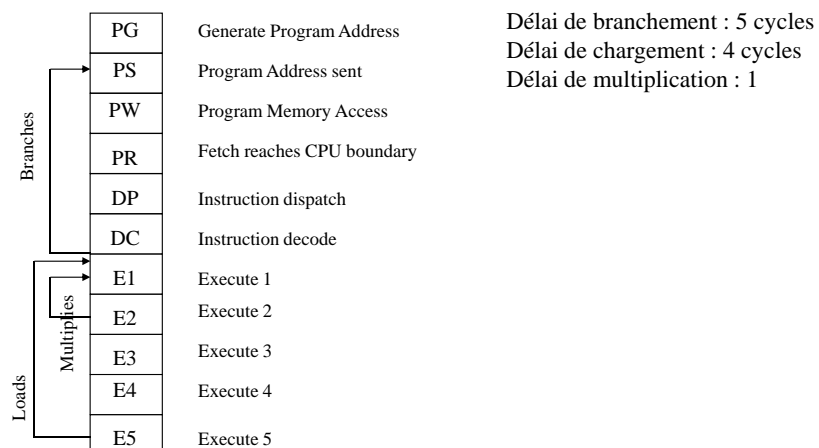 PG Generate Program Address
PS Program Address sent
PW Program Memory Access
PR Fetch reaches CPU boundary
DP Instruction dispatch
DC Instruction decode
E1 Execute 1
E2 Execute 2
E3 Execute 3
E4 Execute 4
E5 Execute 5
Branches
Multiplies
Loads
Délai de branchement : 5 cycles
Délai de chargement : 4 cycles
Délai de multiplication : 1